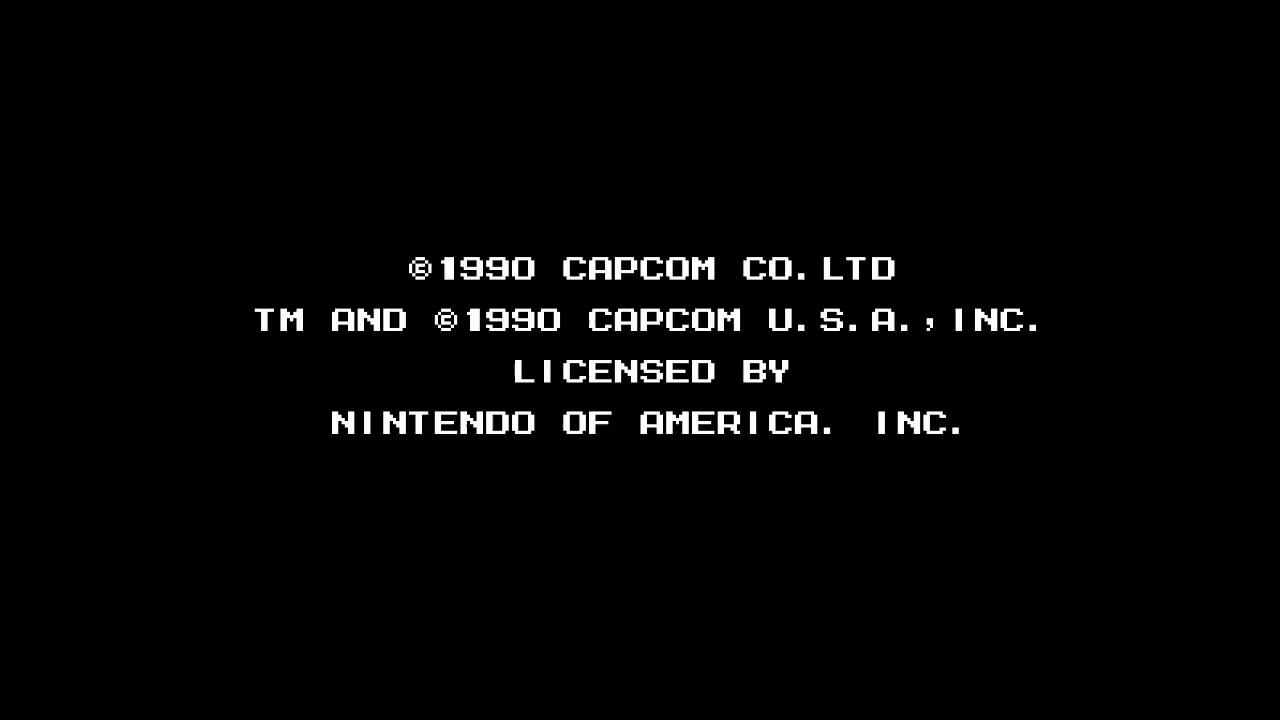 ©1990 CAPCOM CO.LTD
TM AND ©1990 CAPCOM U.S.A.,INC.
LICENSED BY
NINTENDO OF AMERICA. INC.